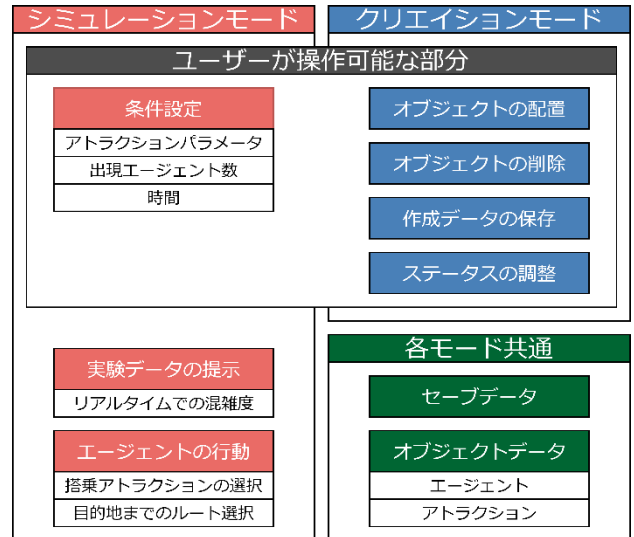 シミュレーションモード
クリエイションモード
ユーザーが操作可能な部分
条件設定
アトラクションパラメータ
出現エージェント数
時間
オブジェクトの配置
オブジェクトの削除
作成データの保存
ステータスの調整
実験データの提示
リアルタイムでの混雑度
エージェントの行動
搭乗アトラクションの選択
目的地までのルート選択
各モード共通
セーブデータ
オブジェクトデータ
エージェント
アトラクション